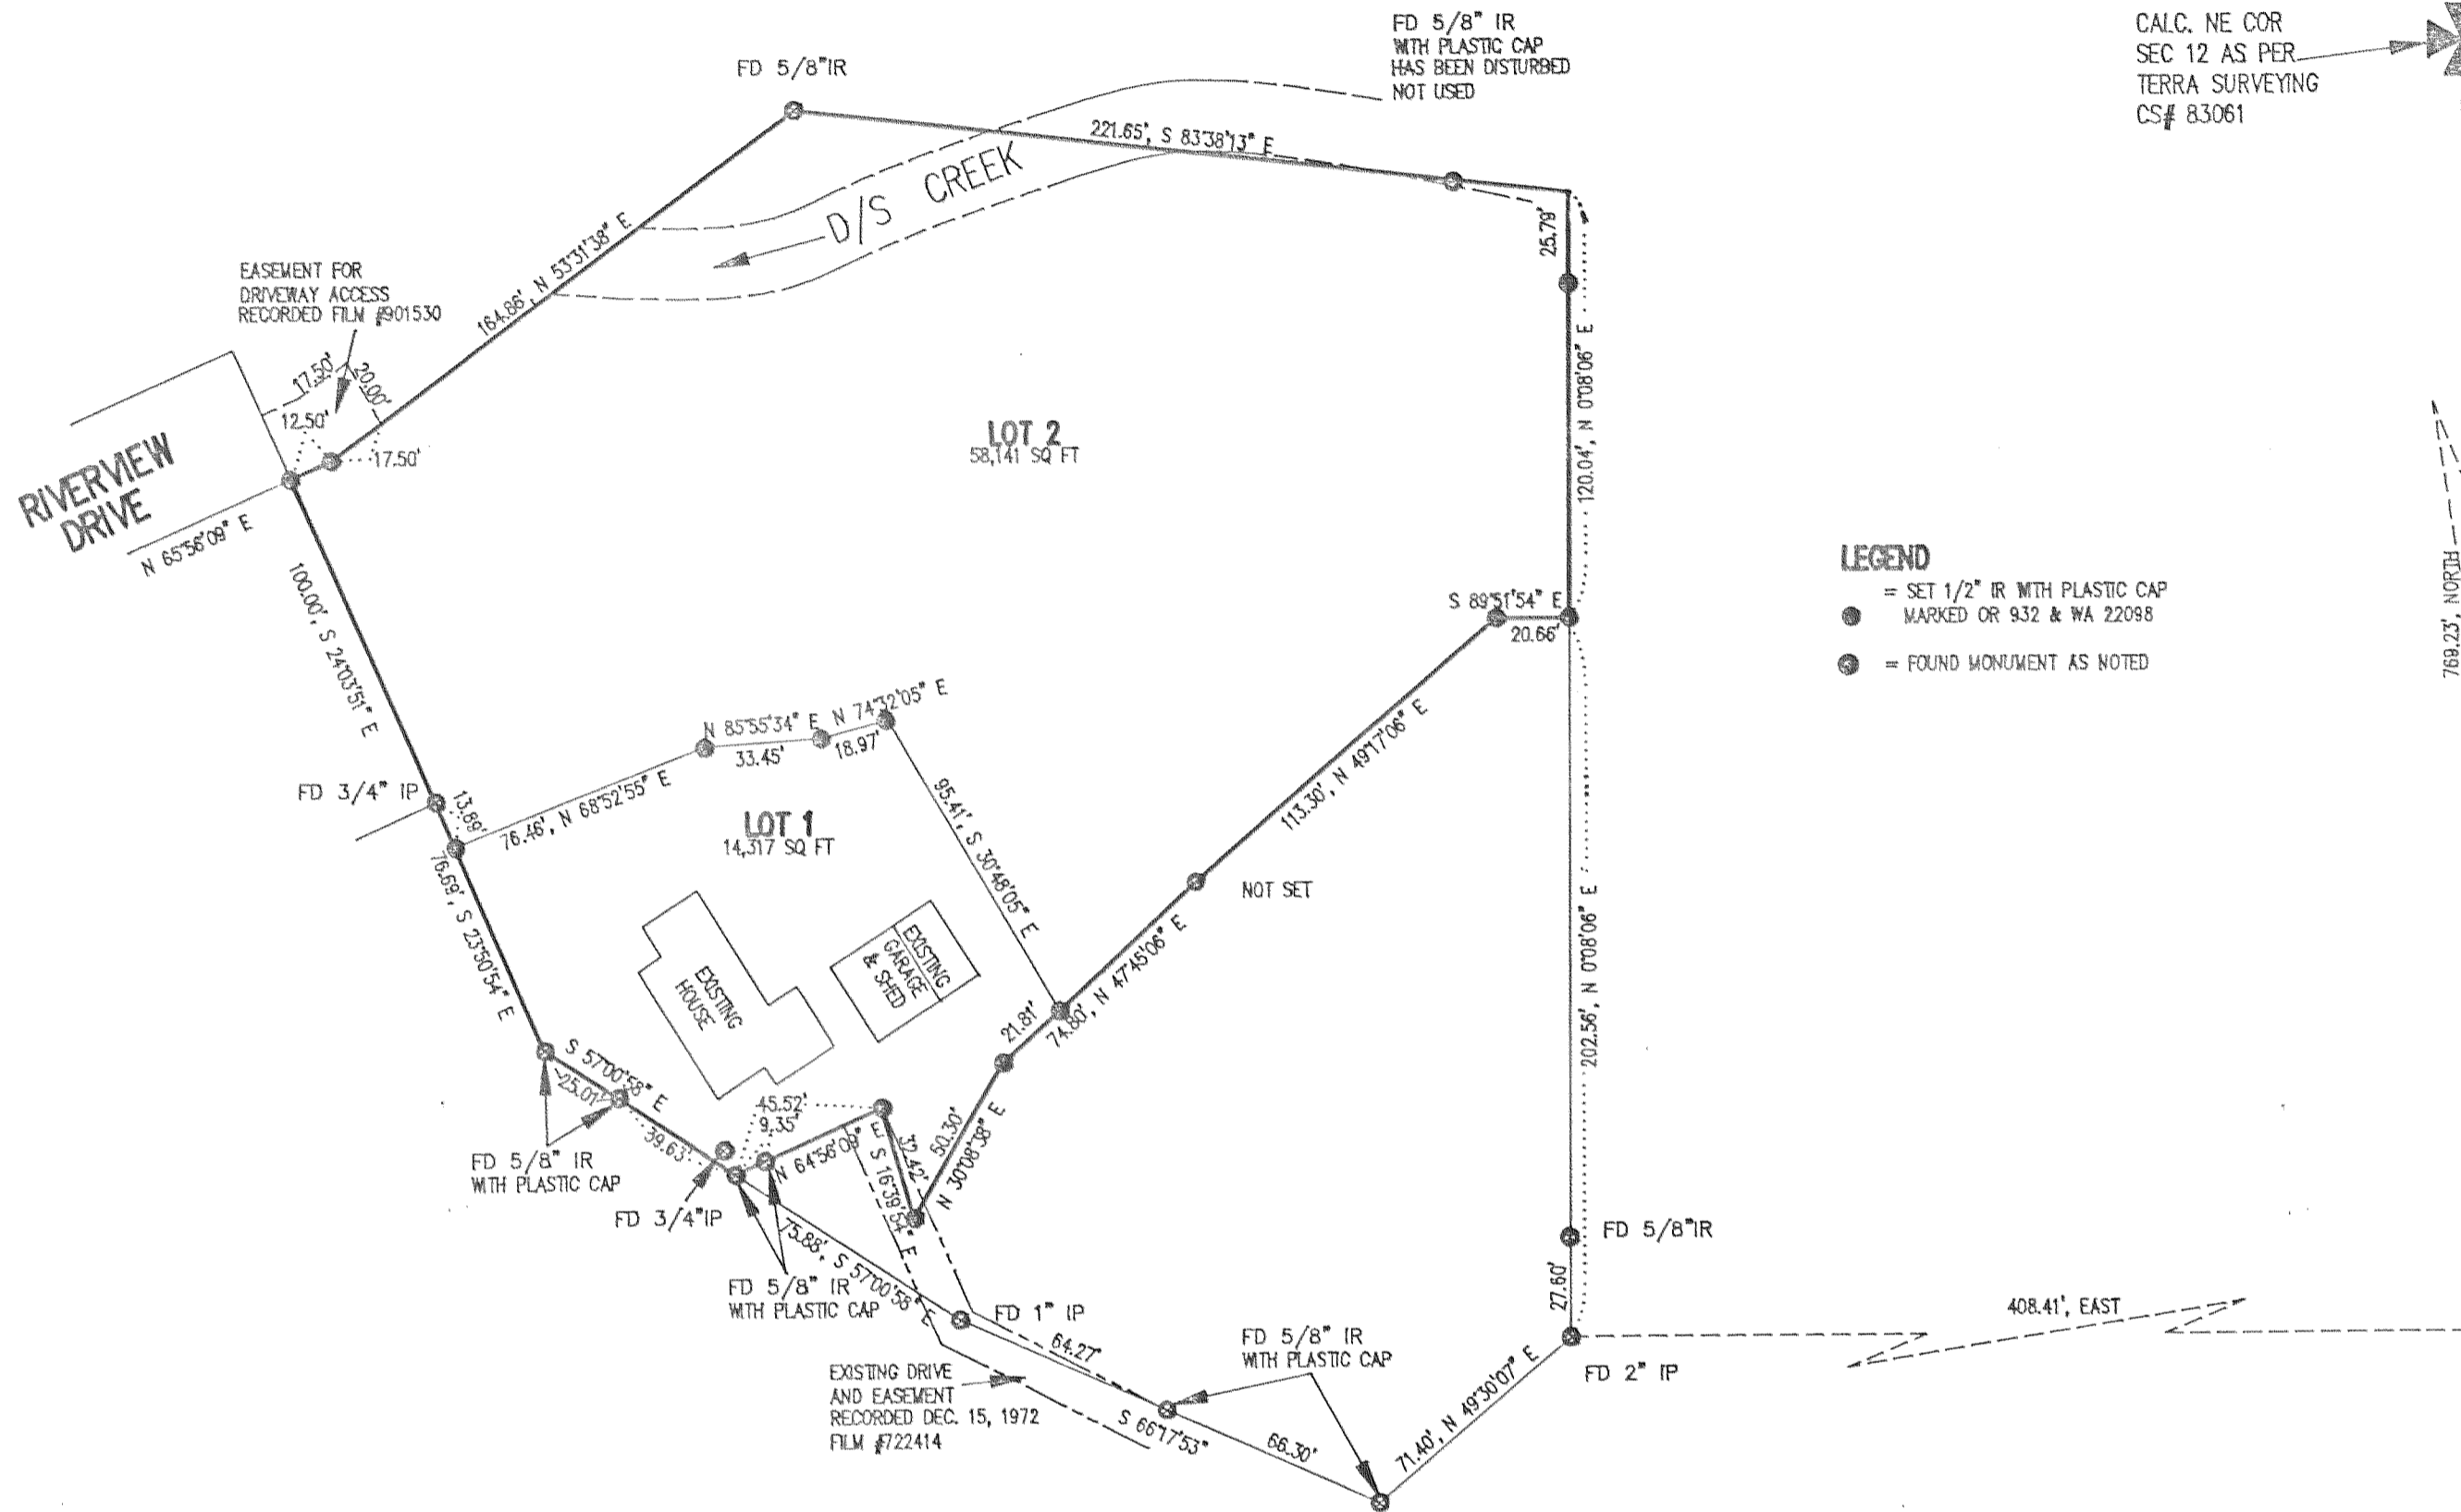 FD 5/8" IR
WITH PLASTIC CAP
HAS BEEN DISTURBED
NOT USED
CALC. NE COR
SEC 12 AS PER
TERRA SURVEYING
CS# 83061
FD 5/8"IR
221.65', S 83°38'13" E
D/S CREEK
25.79'
164.86', N 53°31'38" E
EASEMENT FOR
DRIVEWAY ACCESS
RECORDED FILM #901530
17.50'
20.00'
12.50'
17.50'
RIVERVIEW
DRIVE
N 65°56'09" E
LOT 2
58,141 SQ FT
120.04', N 0°08'06" E
100.00', S 24°03'51" E
S 89°51'54" E
20.66'
LEGEND
= SET 1/2" IR WITH PLASTIC CAP
MARKED OR 932 & WA 22098
= FOUND MONUMENT AS NOTED
769.23', NORTH
N 85°55'34" E
33.45'
N 74°32'05" E
18.97'
FD 3/4" IP
13.89'
76.46', N 68°52'55" E
LOT 1
14,317 SQ FT
95.41', S 30°48'05" E
113.30', N 49°17'06" E
NOT SET
76.69', S 23°50'54" E
EXISTING
HOUSE
EXISTING
GARAGE
& SHED
21.81'
74.80', N 47°45'06" E
202.56', N 0°08'06" E
S 57°00'58" E
25.01'
39.63'
45.52'
9.35'
N 64°56'09" E
32.42'
S 16°39'54" E
50.30'
N 30°08'38" E
FD 5/8" IR
WITH PLASTIC CAP
FD 3/4"IP
75.88', S 57°00'58" E
FD 5/8" IR
WITH PLASTIC CAP
FD 1" IP
64.27'
FD 5/8"IR
27.60'
408.41', EAST
FD 2" IP
FD 5/8" IR
WITH PLASTIC CAP
EXISTING DRIVE
AND EASEMENT
RECORDED DEC. 15, 1972
FILM #722414
S 66°17'53"
66.30'
71.40', N 49°30'07" E